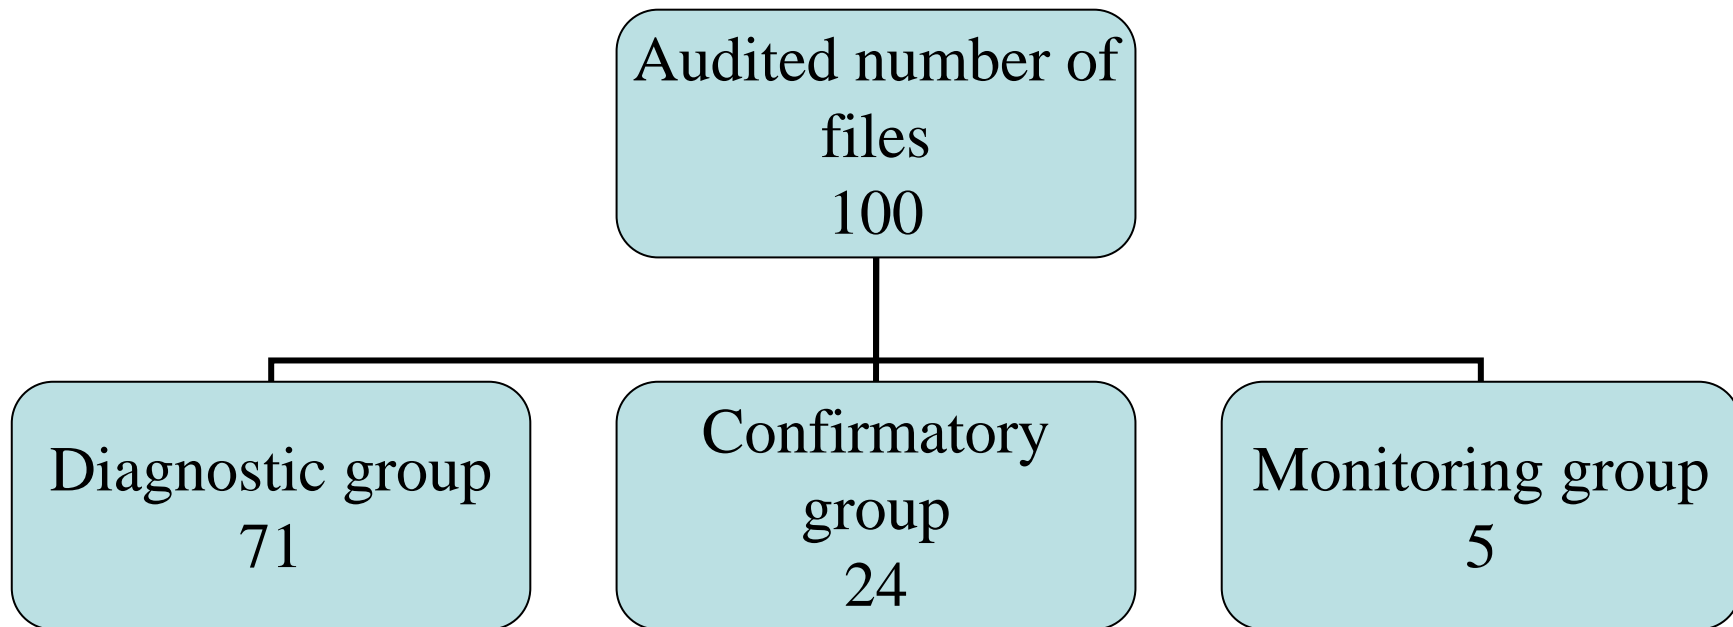 Audited number of
files
100
Diagnostic group
71
Confirmatory
group
24
Monitoring group
5